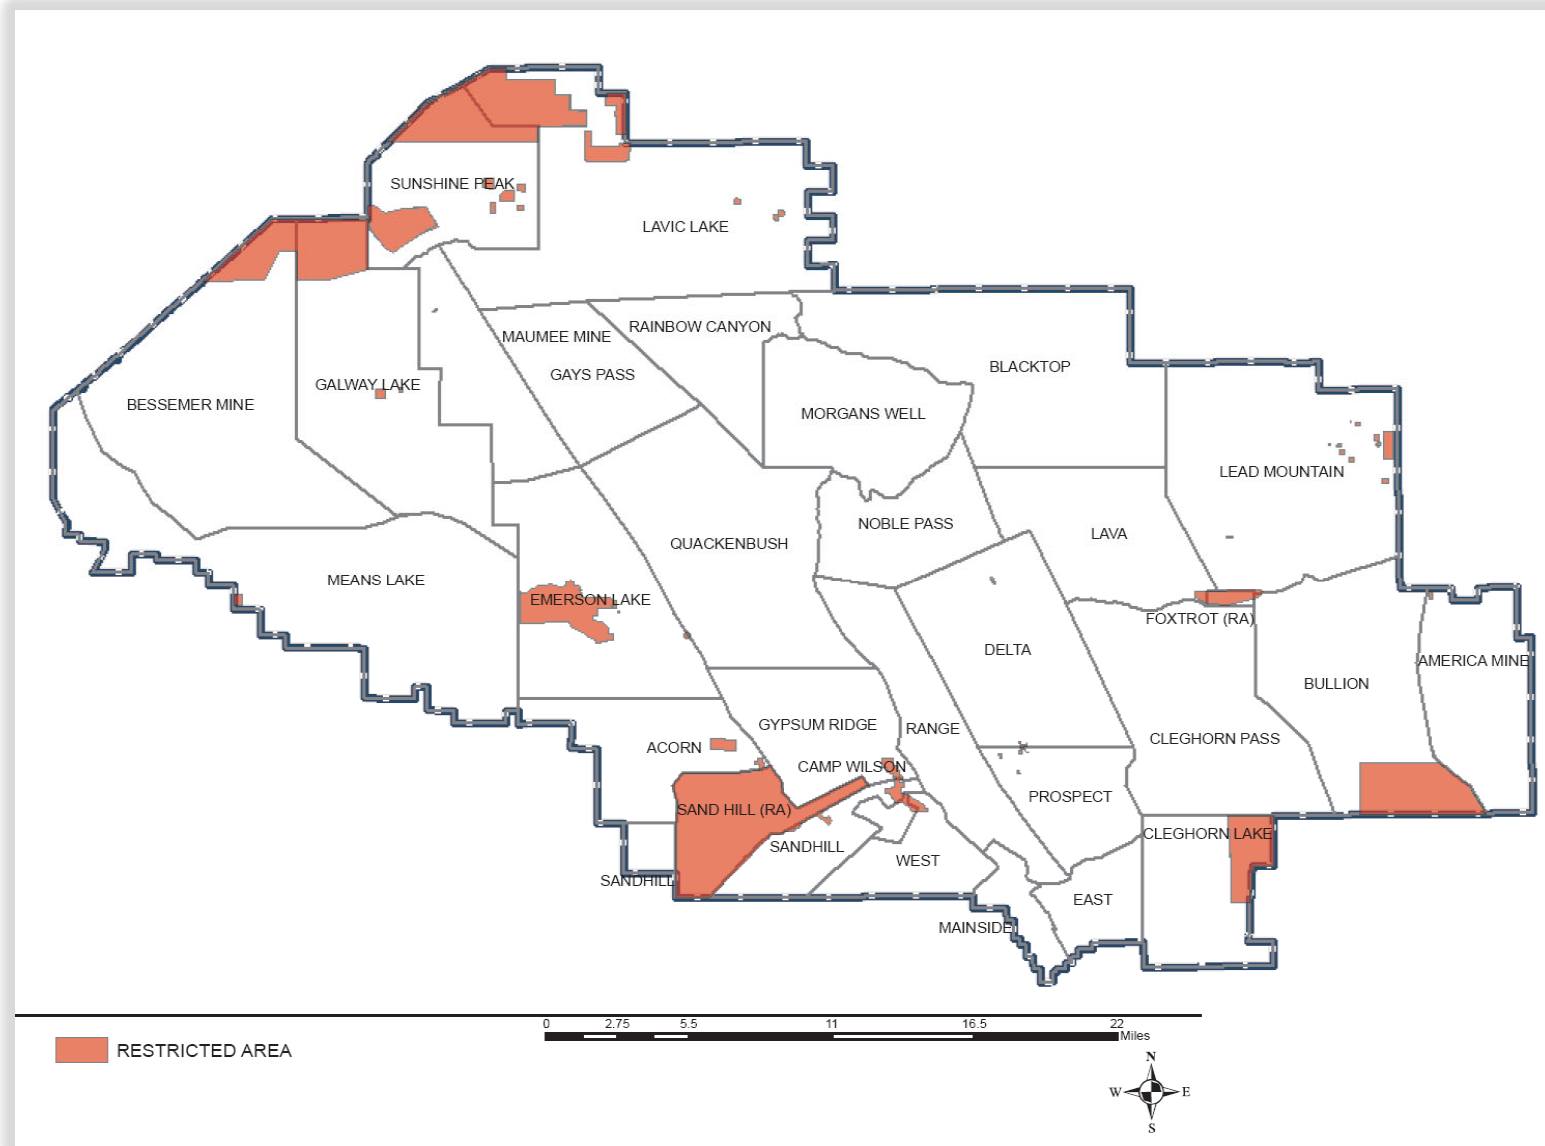 SUNSHINE PEAK
LAVIC LAKE
RAINBOW CANYON
MAUMEE MINE
GAYS PASS
BLACKTOP
GALWAY LAKE
BESSEMER MINE
MORGANS WELL
LEAD MOUNTAIN
NOBLE PASS
LAVA
QUACKENBUSH
MEANS LAKE
EMERSON LAKE
FOXTROT (RA)
DELTA
AMERICA MINE
BULLION
GYPSUM RIDGE
RANGE
CLEGHORN PASS
ACORN
CAMP WILSON
PROSPECT
SAND HILL (RA)
CLEGHORN LAKE
SANDHILL
WEST
SANDHILL
EAST
MAINSIDE
0 2.75 5.5 11 16.5 22
Miles
RESTRICTED AREA
N
W E
S